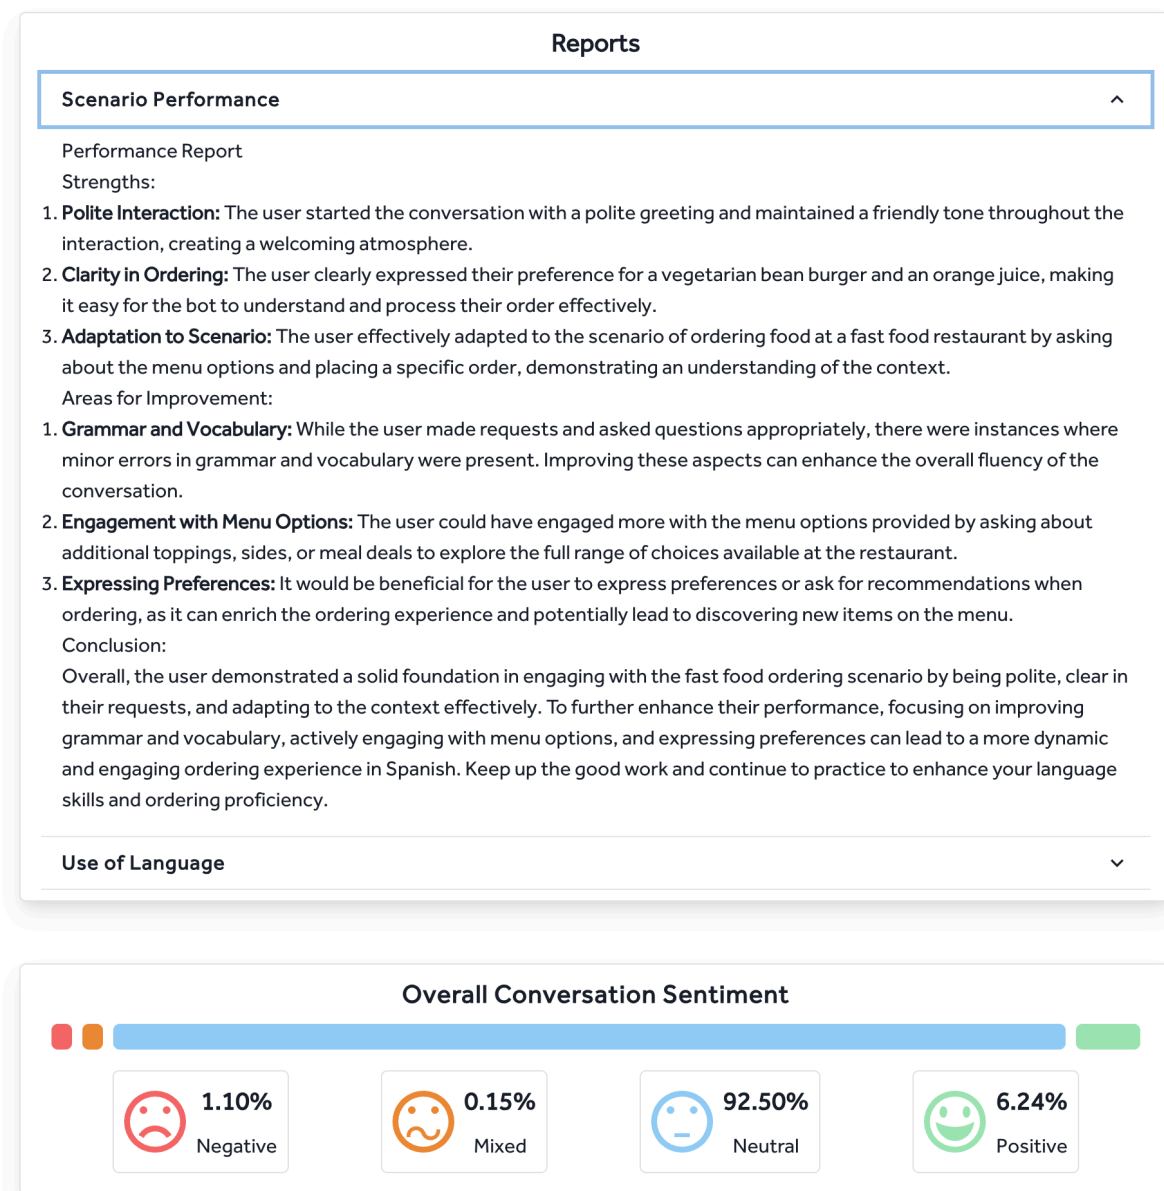 Reports
Scenario Performance
Performance Report
Strengths:
1. Polite Interaction: The user started the conversation with a polite greeting and maintained a friendly tone throughout the
interaction, creating a welcoming atmosphere.
2. Clarity in Ordering: The user clearly expressed their preference for a vegetarian bean burger and an orange juice, making
it easy for the bot to understand and process their order effectively.
3. Adaptation to Scenario: The user effectively adapted to the scenario of ordering food at a fast food restaurant by asking
about the menu options and placing a specific order, demonstrating an understanding of the context.
Areas for Improvement:
1. Grammar and Vocabulary: While the user made requests and asked questions appropriately, there were instances where
minor errors in grammar and vocabulary were present. Improving these aspects can enhance the overall fluency of the
conversation.
2. Engagement with Menu Options: The user could have engaged more with the menu options provided by asking about
additional toppings, sides, or meal deals to explore the full range of choices available at the restaurant.
3. Expressing Preferences: It would be beneficial for the user to express preferences or ask for recommendations when
ordering, as it can enrich the ordering experience and potentially lead to discovering new items on the menu.
Conclusion:
Overall, the user demonstrated a solid foundation in engaging with the fast food ordering scenario by being polite, clear in
their requests, and adapting to the context effectively. To further enhance their performance, focusing on improving
grammar and vocabulary, actively engaging with menu options, and expressing preferences can lead to a more dynamic
and engaging ordering experience in Spanish. Keep up the good work and continue to practice to enhance your language
skills and ordering proficiency.
Use of Language
Overall Conversation Sentiment
1.10%
Negative
0.15%
Mixed
92.50%
Neutral
6.24%
Positive